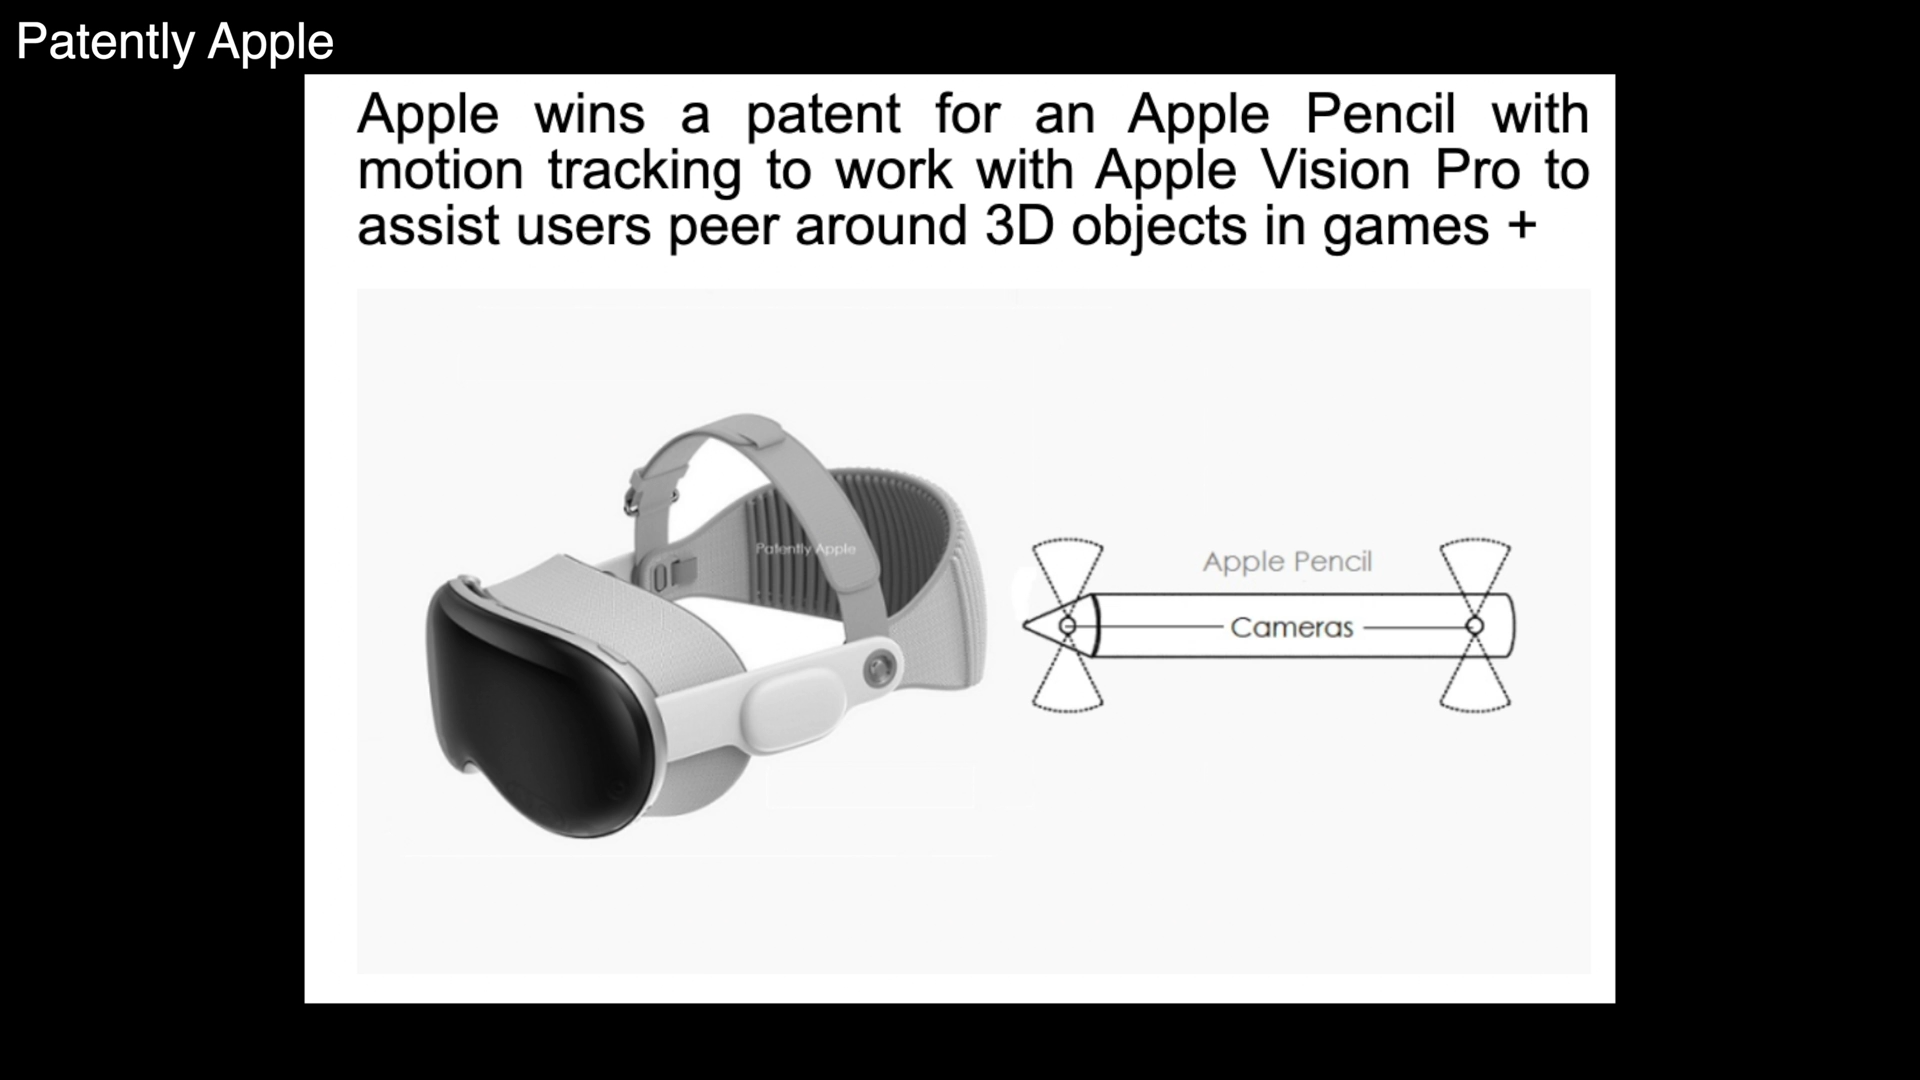 Patently Apple
Apple wins a patent for an Apple Pencil with
motion tracking to work with Apple Vision Pro to
assist users peer around 3D objects in games +
Patently Apple
Apple Pencil
Cameras